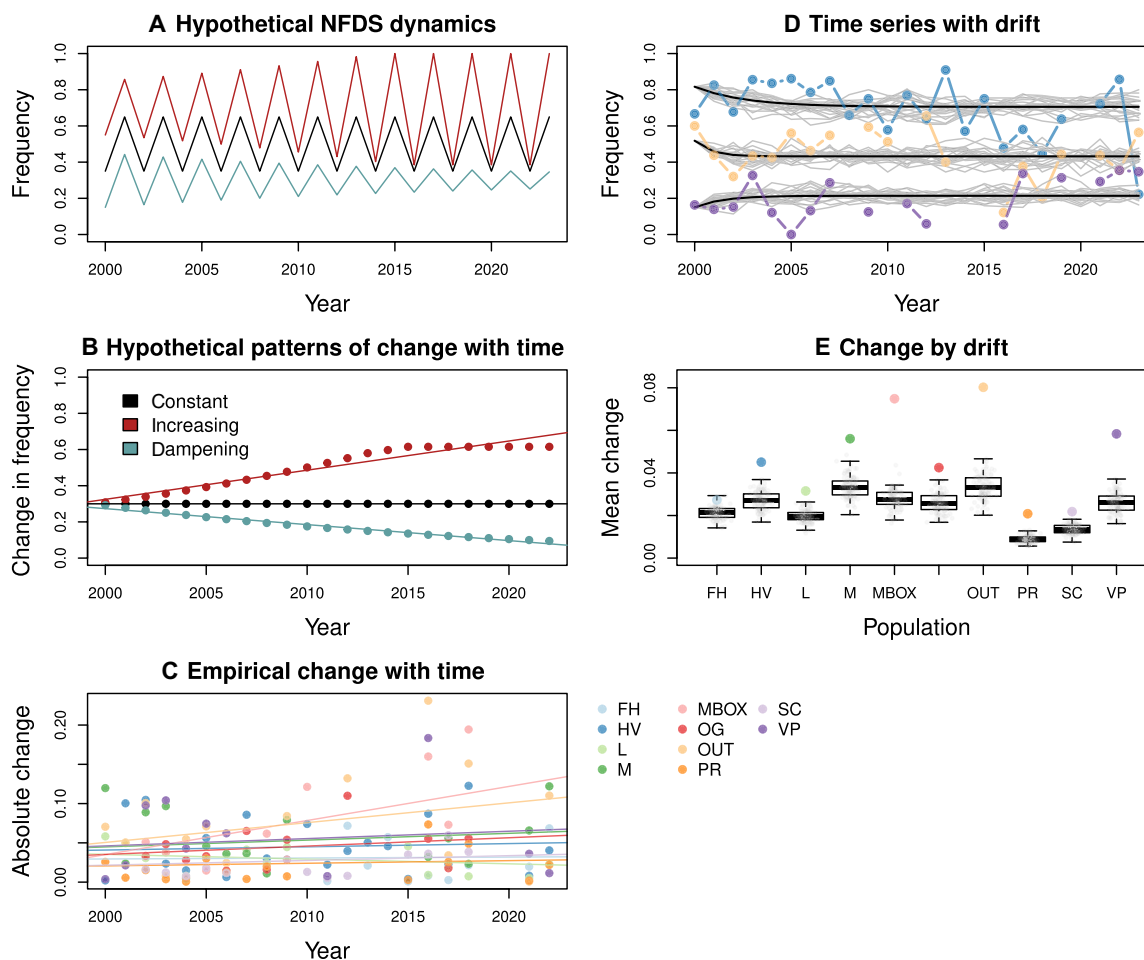 A Hypothetical NFDS dynamics
Frequency
0.0 0.2 0.4 0.6 0.8 1.0
2000 2005 2010 2015 2020
Year
B Hypothetical patterns of change with time
Change in frequency
0.0 0.2 0.4 0.6 0.8 1.0
Constant
Increasing
Dampening
2000 2005 2010 2015 2020
Year
C Empirical change with time
Absolute change
0.00 0.10 0.20
2000 2005 2010 2015 2020
Year
D Time series with drift
Frequency
0.0 0.2 0.4 0.6 0.8 1.0
2000 2005 2010 2015 2020
Year
E Change by drift
Mean change
0.00 0.04 0.08
FH HV L M MBOX OUT PR SC VP
Population
FH MBOX SC
HV OG VP
L OUT
M PR